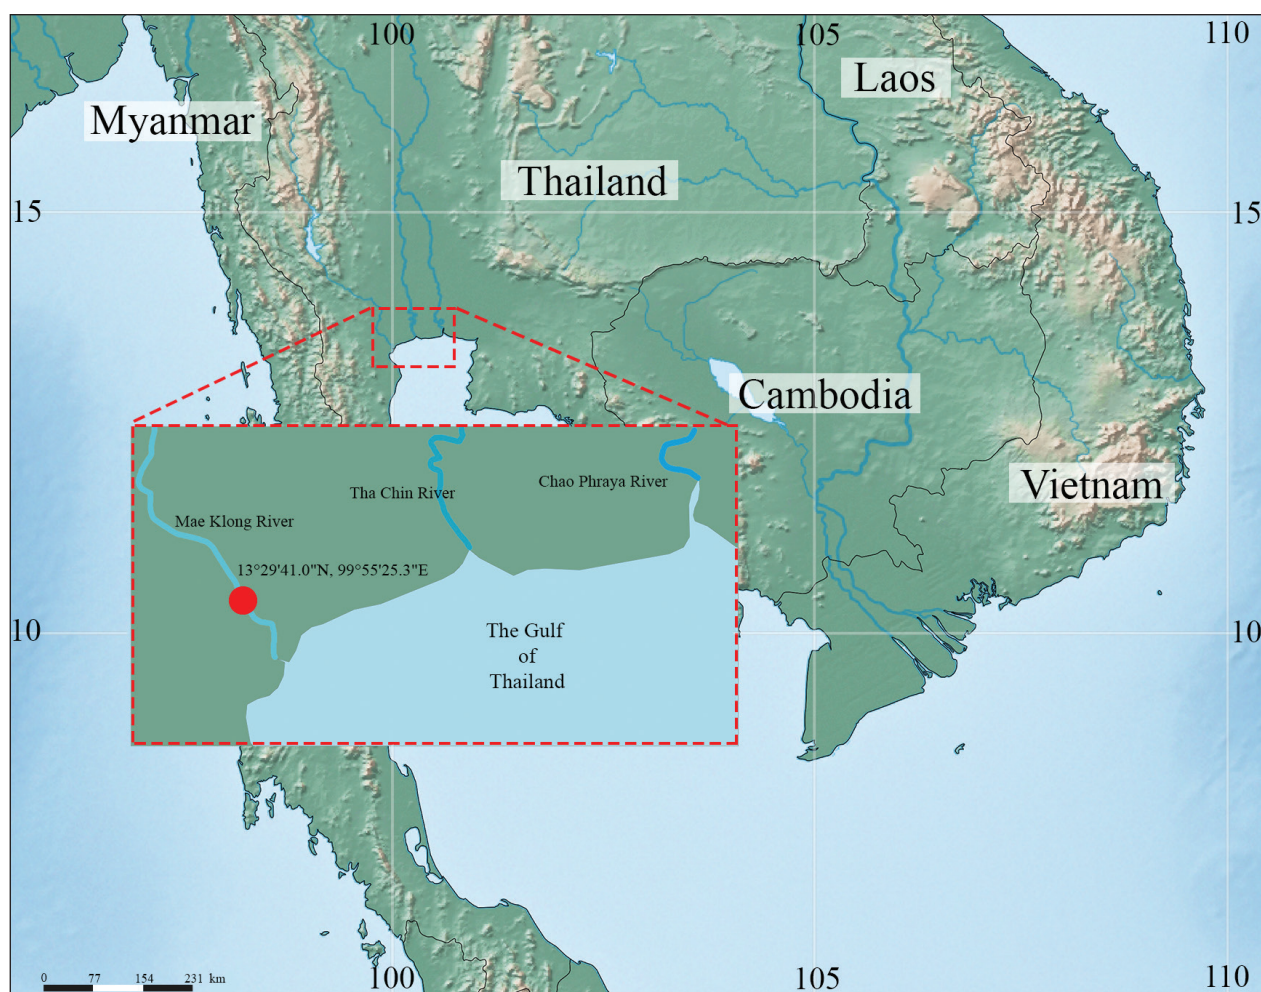 100
105
110
Laos
Myanmar
Thailand
15
15
Cambodia
Vietnam
Chao Phraya River
Tha Chin River
Mae Klong River
13°29'41.0"N, 99°55'25.3"E
10
10
The Gulf
of
Thailand
0 77 154 231 km
100
105
110